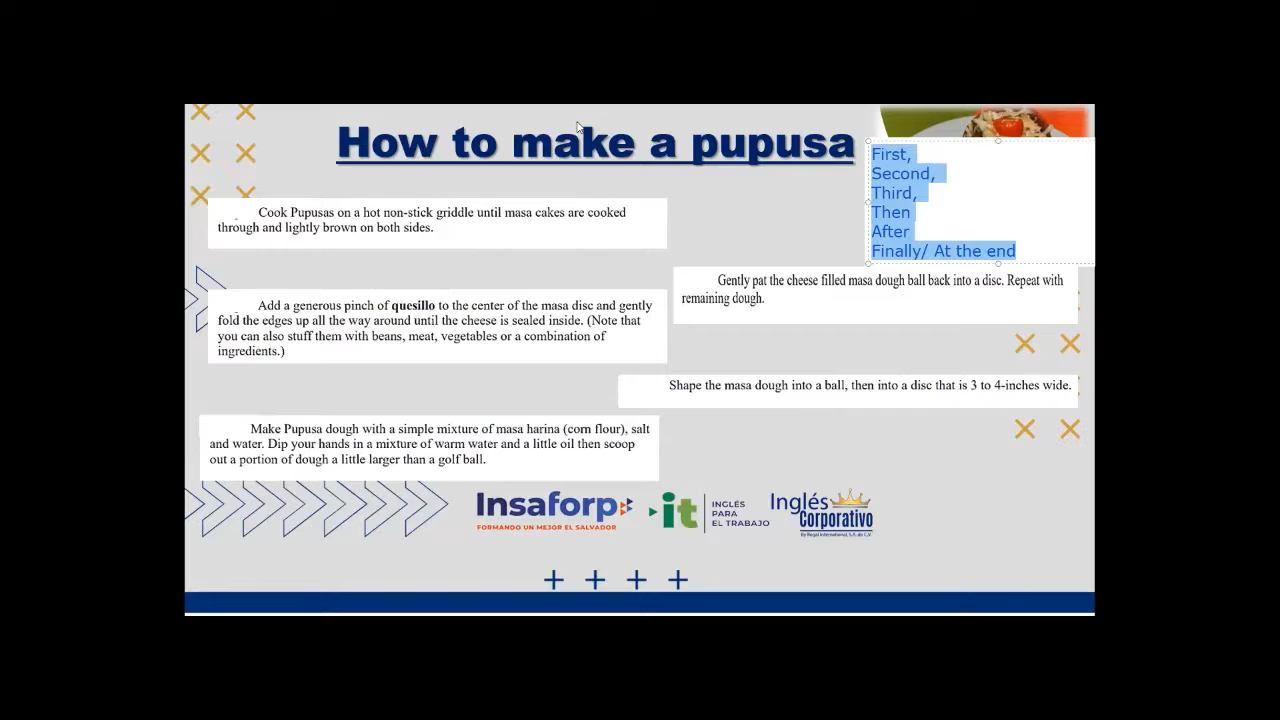 How to make a pupusa
First,
Second,
Third,
Then
After
Finally/ At the end
Cook Pupusas on a hot non-stick griddle until masa cakes are cooked
through and lightly brown on both sides.
Gently pat the cheese filled masa dough ball back into a disc. Repeat with
remaining dough.
Add a generous pinch of quesillo to the center of the masa disc and gently
fold the edges up all the way around until the cheese is sealed inside. (Note that
you can also stuff them with beans, meat, vegetables or a combination of
ingredients.)
Shape the masa dough into a ball, then into a disc that is 3 to 4-inches wide.
Make Pupusa dough with a simple mixture of masa harina (corn flour), salt
and water. Dip your hands in a mixture of warm water and a little oil then scoop
out a portion of dough a little larger than a golf ball.
Insaforp
FORMANDO UN MEJOR EL SALVADOR
it
INGLÉS
PARA
EL TRABAJO
Inglés
Corporativo
By Regal International, S.A. de C.V.